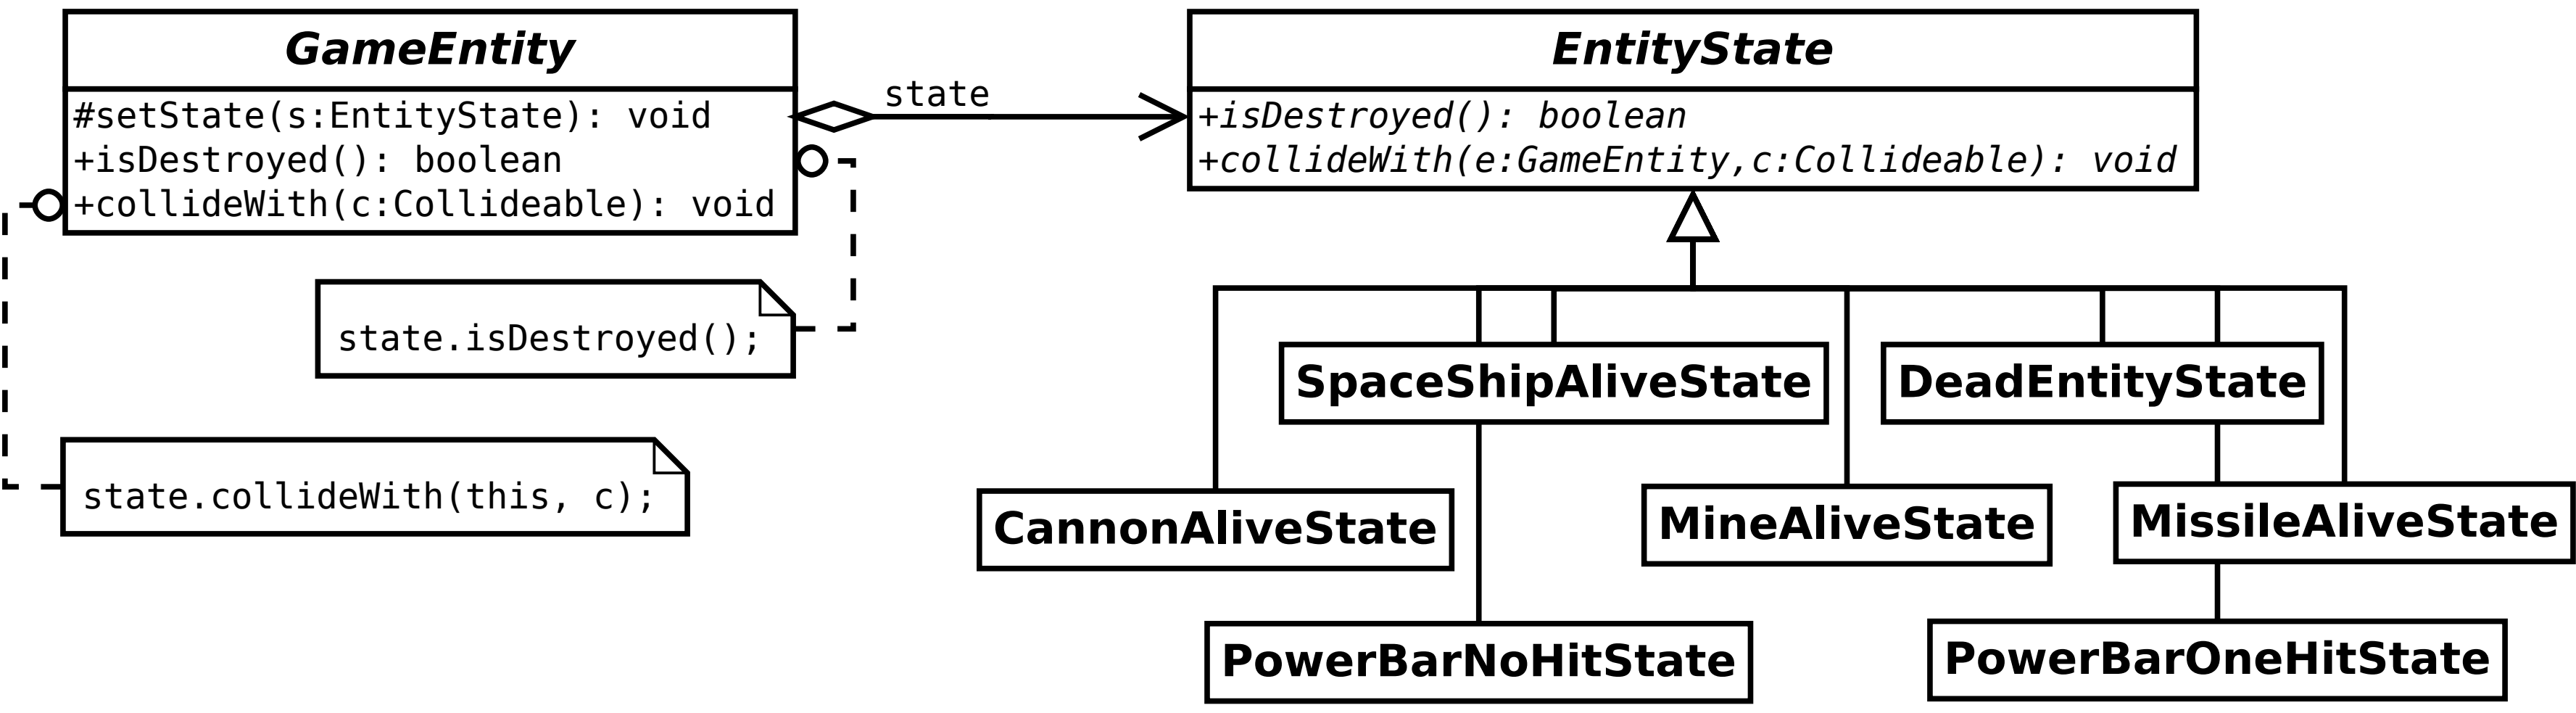 GameEntity
#setState(s:EntityState): void
+isDestroyed(): boolean
+collideWith(c:Collideable): void
state
EntityState
+isDestroyed(): boolean
+collideWith(e:GameEntity,c:Collideable): void
state.isDestroyed();
state.collideWith(this, c);
SpaceShipAliveState
DeadEntityState
CannonAliveState
MineAliveState
MissileAliveState
PowerBarNoHitState
PowerBarOneHitState